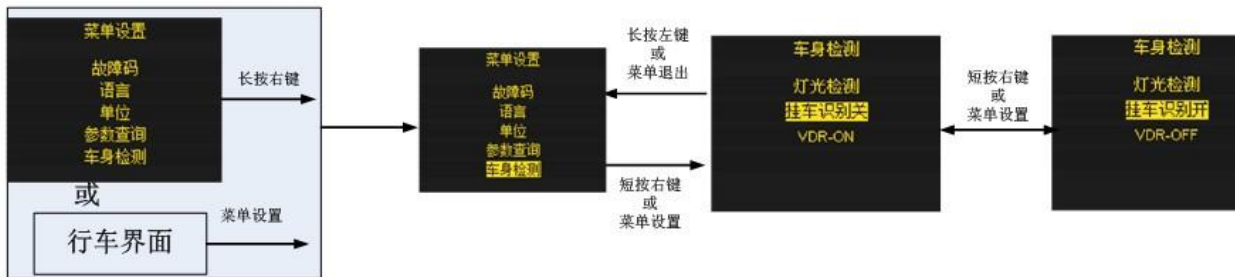 菜单设置
故障码
语言
单位
参数查询
车身检测
长按右键
或
行车界面
菜单设置
菜单设置
故障码
语言
单位
参数查询
车身检测
长按左键
或
菜单退出
短按右键
或
菜单设置
车身检测
灯光检测
挂车识别关
VDR-ON
短按右键
或
菜单设置
车身检测
灯光检测
挂车识别开
VDR-OFF